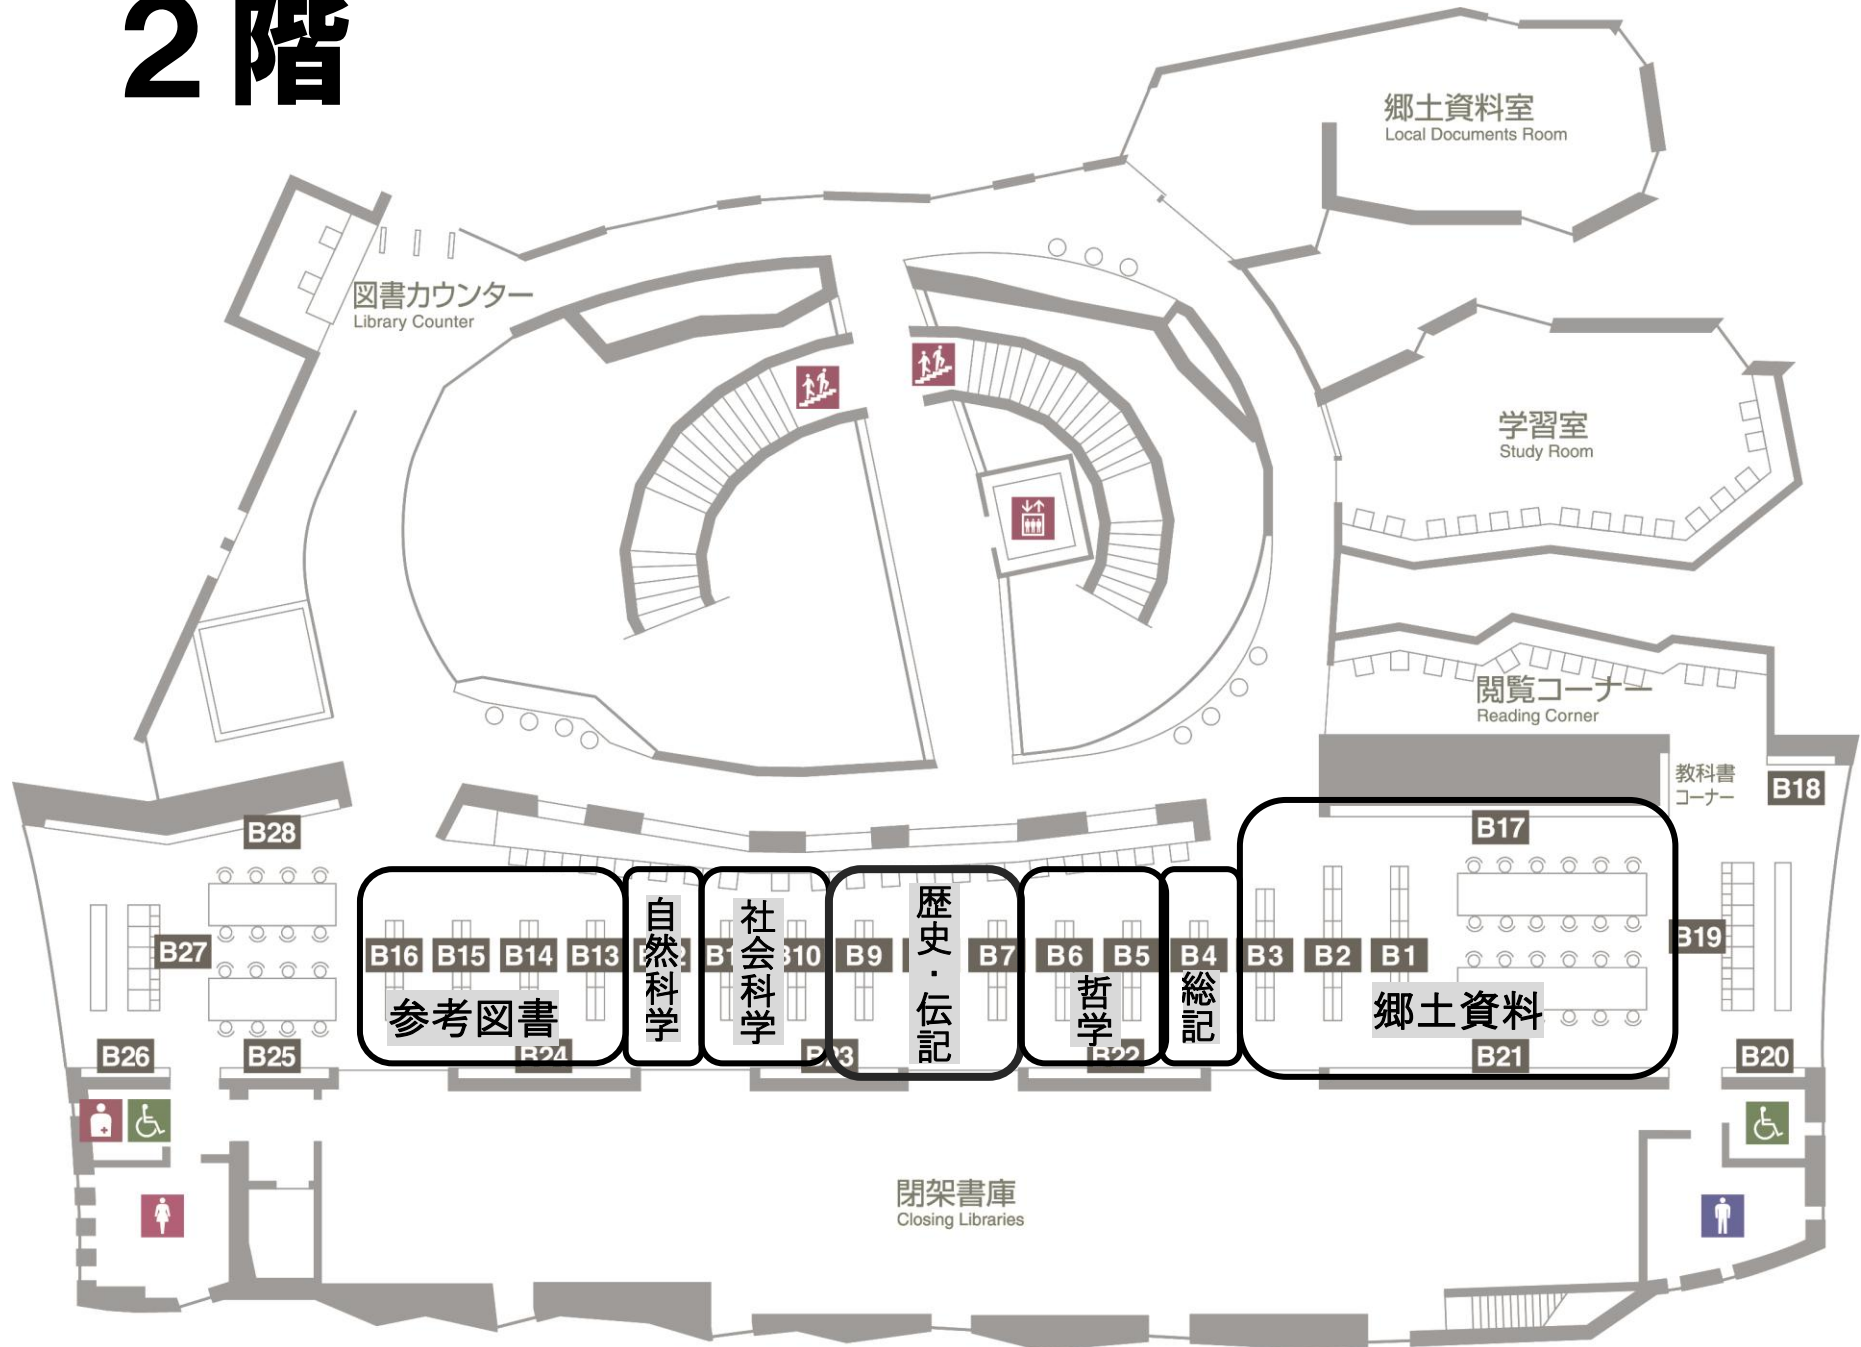 ２階
郷土資料室
Local Documents Room
図書カウンター
Library Counter
学習室
Study Room
閲覧コーナー
Reading Corner
教科書
コーナー
B18
B28
B17
B16
B15
B14
B13
自然科学
社会科学
B10
B9
歴史・伝記
B7
B6
B5
哲学
B4
総記
B3
B2
B1
B19
B27
参考図書
郷土資料
B26
B25
B24
B23
B22
B21
B20
閉架書庫
Closing Libraries